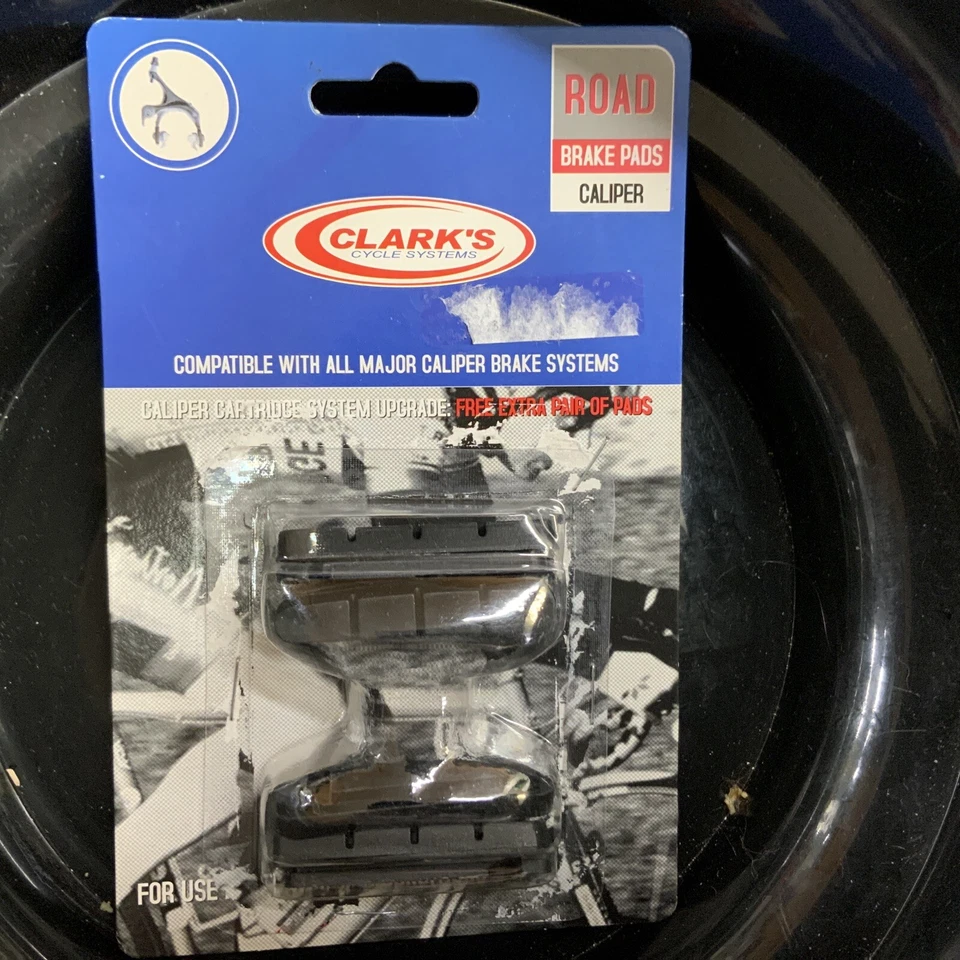 ROAD
BRAKE PADS
CALIPER
CLARK'S
CYCLE SYSTEMS
COMPATIBLE WITH ALL MAJOR CALIPER BRAKE SYSTEMS
CALIPER CARTRIDGE SYSTEM UPGRADE: FREE EXTRA PAIR OF PADS
CE
FOR USE